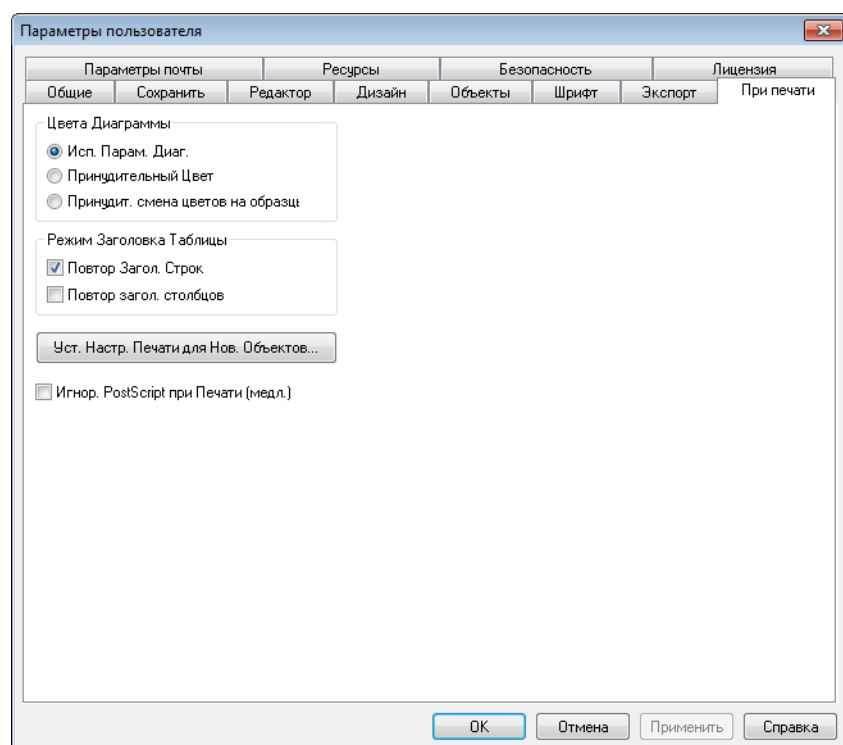 Параметры пользователя
Параметры почты Ресурсы Безопасность Лицензия
Общие Сохранить Редактор Дизайн Объекты Шрифт Экспорт При печати
Цвета Диаграммы
Исп. Парам. Диаг.
Принудительный Цвет
Принудит. смена цветов на образц
Режим Заголовка Таблицы
Повтор Загол. Строк
Повтор загол. столбцов
Уст. Настр. Печати для Нов. Объектов...
Игнор. PostScript при Печати (медл.)
OK Отмена Применить Справка